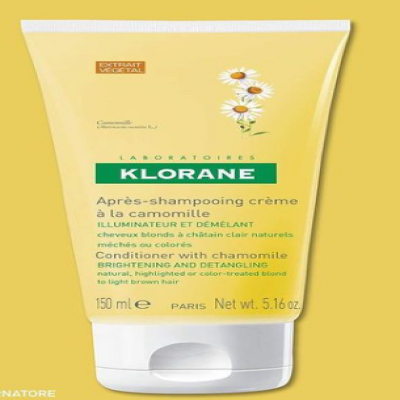 EXTRAIT
VÉGÉTAL
Camomille
LABORATOIRES
KLORANE
Après-shampooing crème
à la camomille
ILLUMINATEUR ET DÉMÊLANT
cheveux blonds à châtain clair naturels
méchés ou colorés
Conditioner with chamomile
BRIGHTENING AND DETANGLING
natural, highlighted or color-treated blond
to light brown hair
150 ml e PARIS Net wt. 5.16 oz.
RNATORE